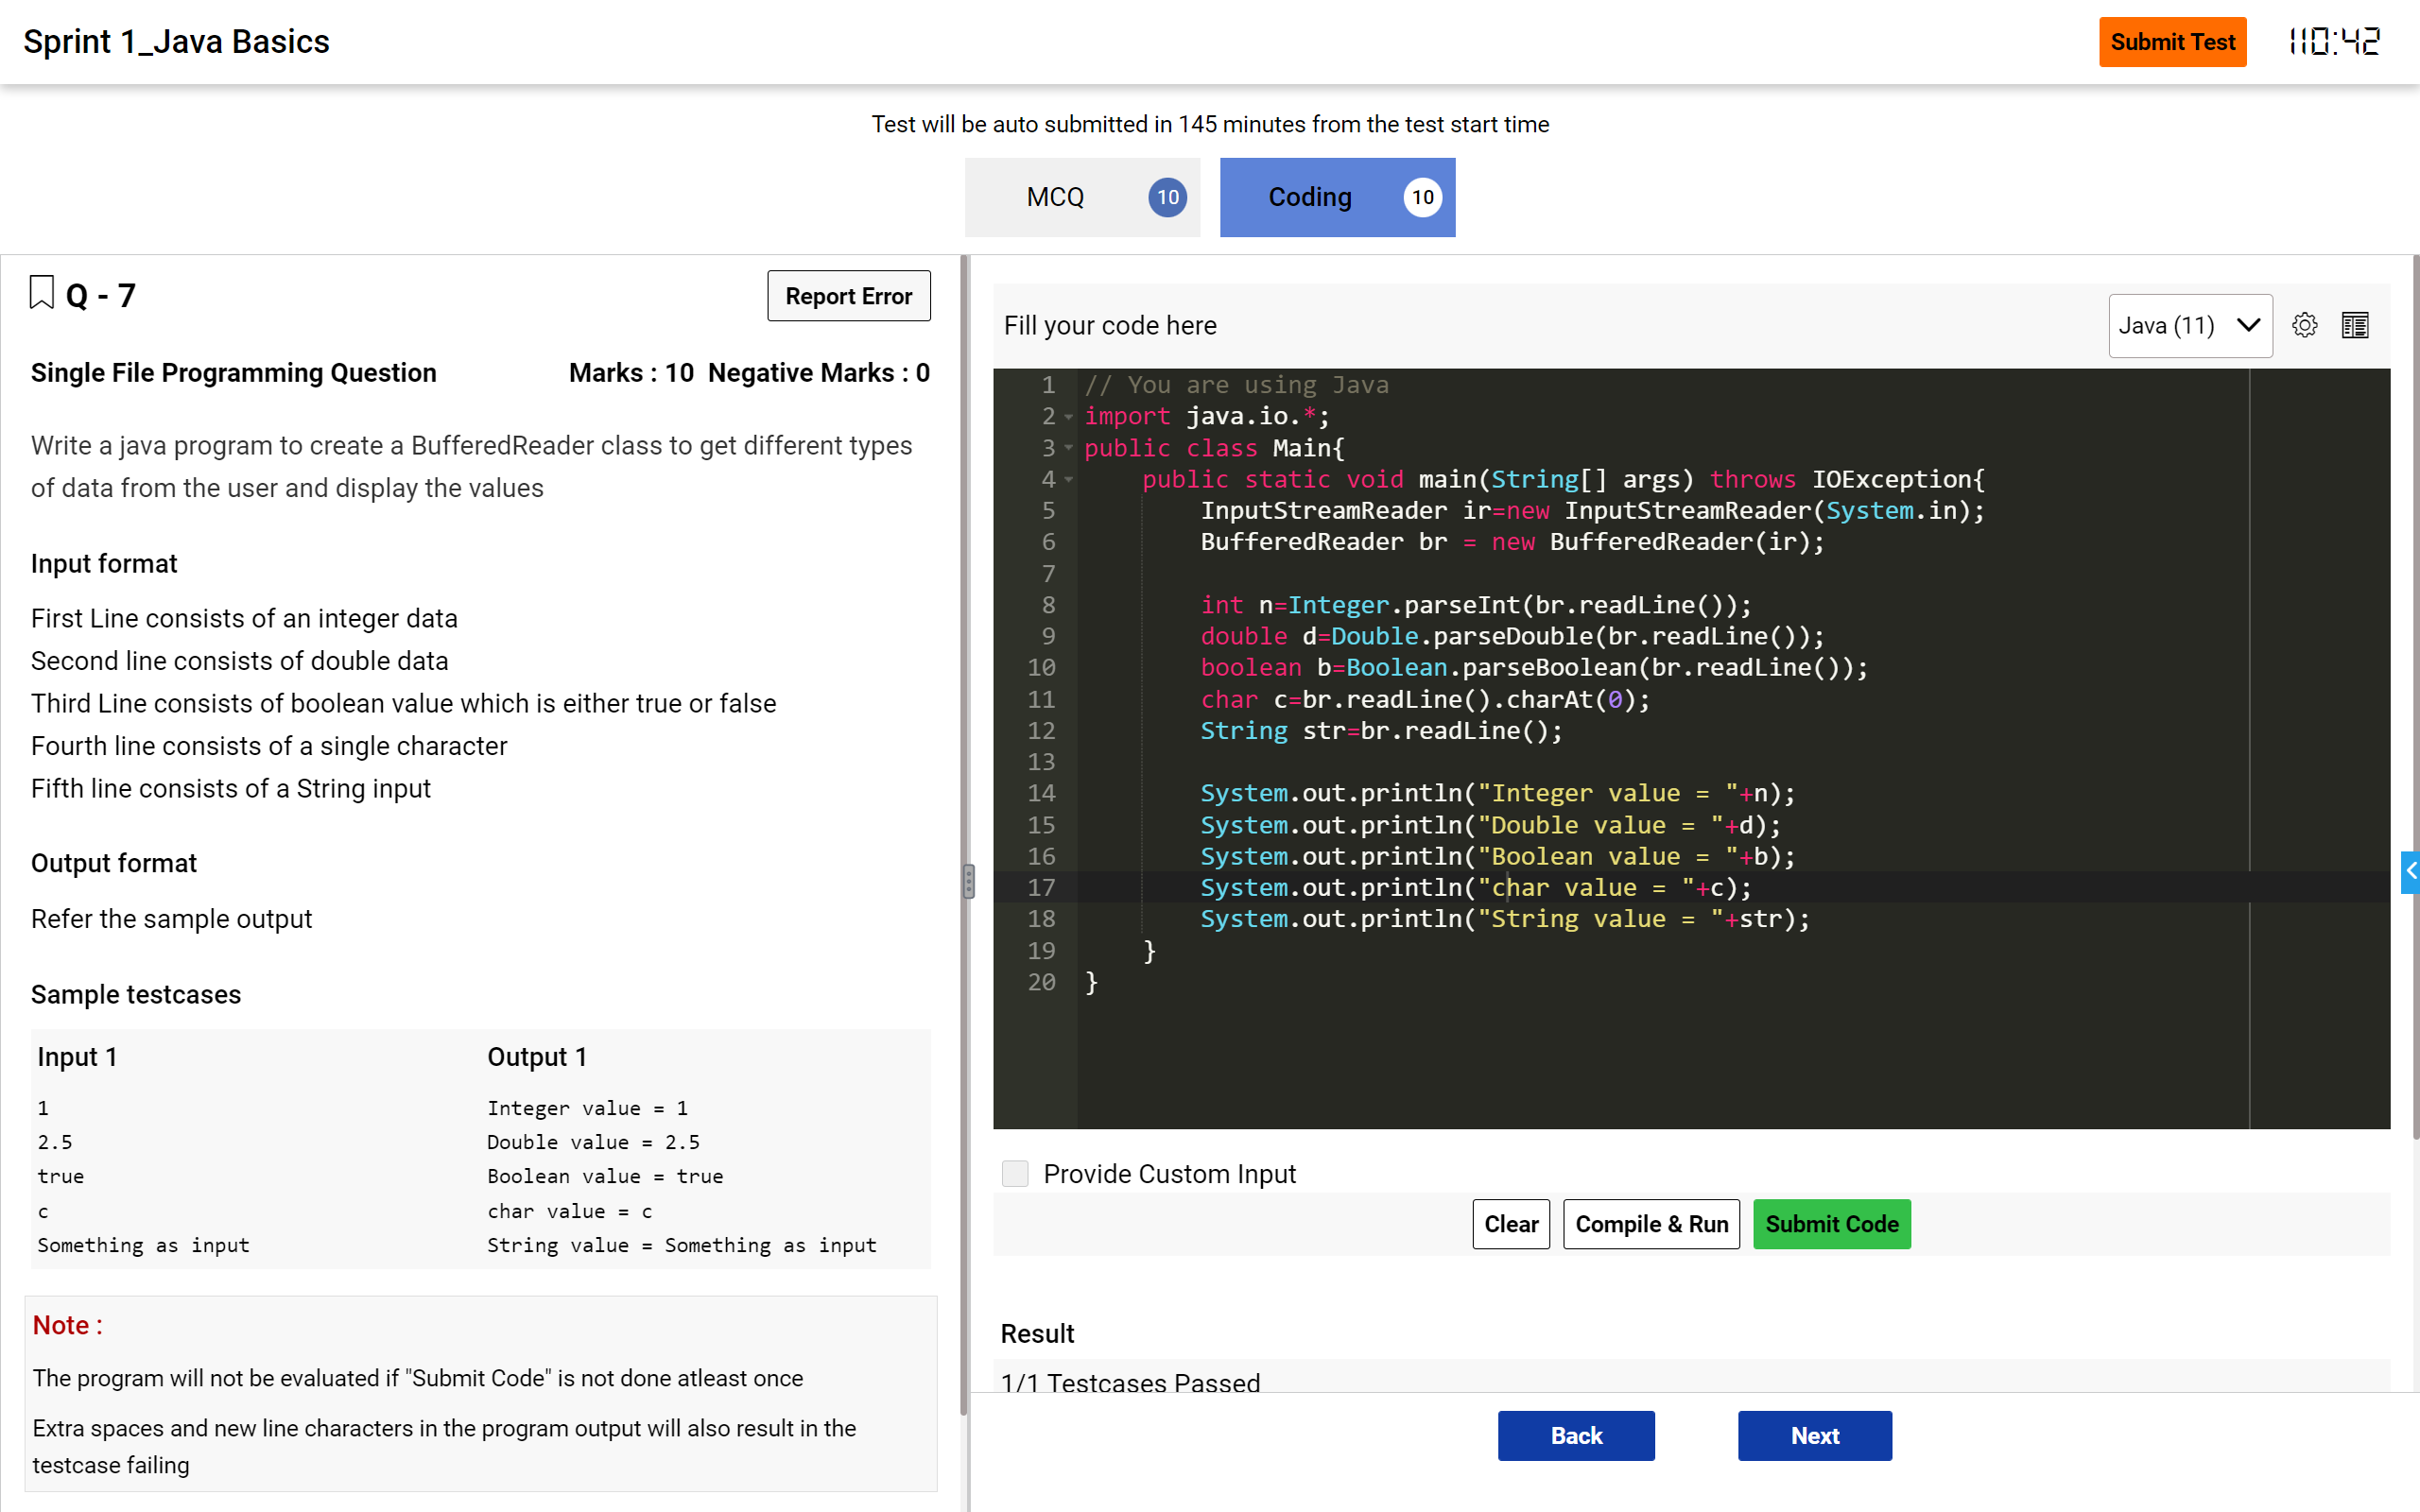 Sprint 1_Java Basics
Submit Test
110:42
Test will be auto submitted in 145 minutes from the test start time
MCQ 10
Coding 10
Q - 7
Report Error
Single File Programming Question
Marks : 10 Negative Marks : 0
Write a java program to create a BufferedReader class to get different types
of data from the user and display the values
Input format
First Line consists of an integer data
Second line consists of double data
Third Line consists of boolean value which is either true or false
Fourth line consists of a single character
Fifth line consists of a String input
Output format
Refer the sample output
Sample testcases
Input 1
1
2.5
true
c
Something as input
Output 1
Integer value = 1
Double value = 2.5
Boolean value = true
char value = c
String value = Something as input
Note :
The program will not be evaluated if "Submit Code" is not done atleast once
Extra spaces and new line characters in the program output will also result in the
testcase failing
Fill your code here
Java (11)
1 // You are using Java
2 import java.io.*;
3 public class Main{
4     public static void main(String[] args) throws IOException{
5         InputStreamReader ir=new InputStreamReader(System.in);
6         BufferedReader br = new BufferedReader(ir);
7
8         int n=Integer.parseInt(br.readLine());
9         double d=Double.parseDouble(br.readLine());
10         boolean b=Boolean.parseBoolean(br.readLine());
11         char c=br.readLine().charAt(0);
12         String str=br.readLine();
13
14         System.out.println("Integer value = "+n);
15         System.out.println("Double value = "+d);
16         System.out.println("Boolean value = "+b);
17         System.out.println("char value = "+c);
18         System.out.println("String value = "+str);
19     }
20 }
Provide Custom Input
Clear
Compile & Run
Submit Code
Result
1/1 Testcases Passed
Back
Next